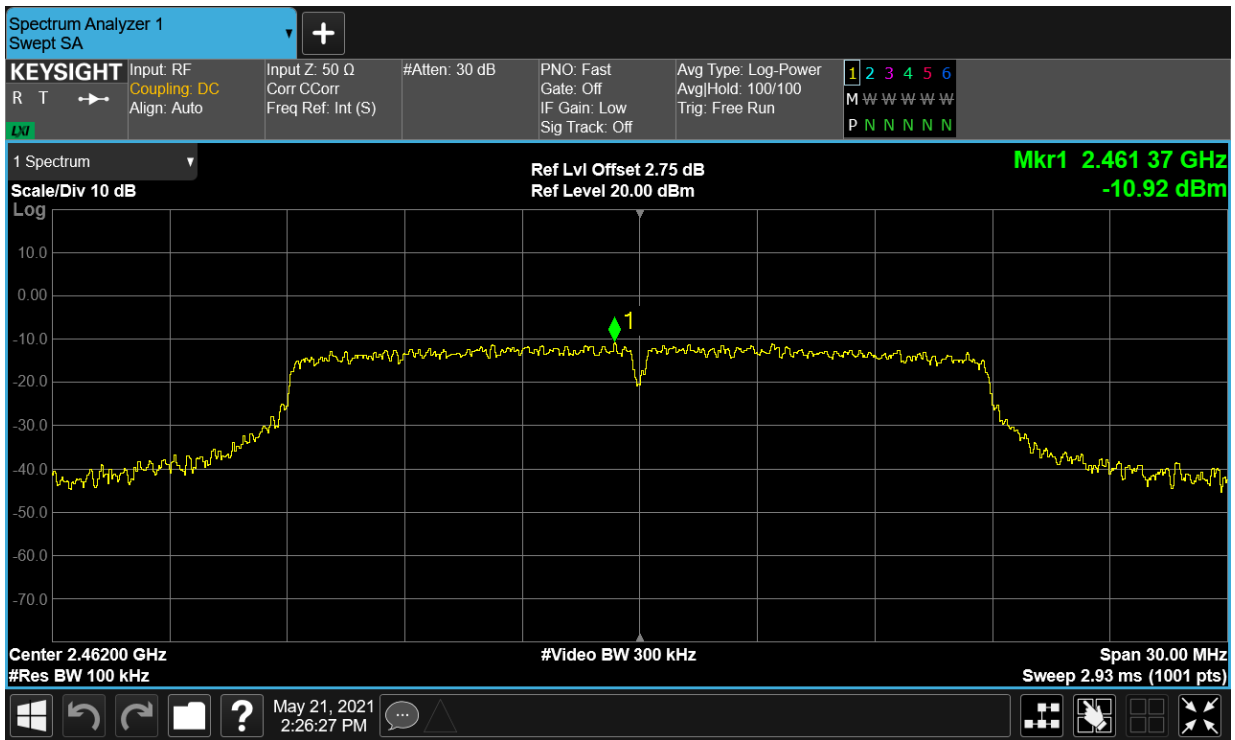 Spectrum Analyzer 1
Swept SA
KEYSIGHT
R T
LXI
Input: RF
Coupling: DC
Align: Auto
Input Z: 50 Ω
Corr CCorr
Freq Ref: Int (S)
#Atten: 30 dB
PNO: Fast
Gate: Off
IF Gain: Low
Sig Track: Off
Avg Type: Log-Power
Avg|Hold: 100/100
Trig: Free Run
1 2 3 4 5 6
M W W W W W
P N N N N N
1 Spectrum
Scale/Div 10 dB
Log
Ref Lvl Offset 2.75 dB
Ref Level 20.00 dBm
Mkr1 2.461 37 GHz
-10.92 dBm
10.0
0.00
-10.0
-20.0
-30.0
-40.0
-50.0
-60.0
-70.0
1
Center 2.46200 GHz
#Res BW 100 kHz
#Video BW 300 kHz
Span 30.00 MHz
Sweep 2.93 ms (1001 pts)
?
May 21, 2021
2:26:27 PM